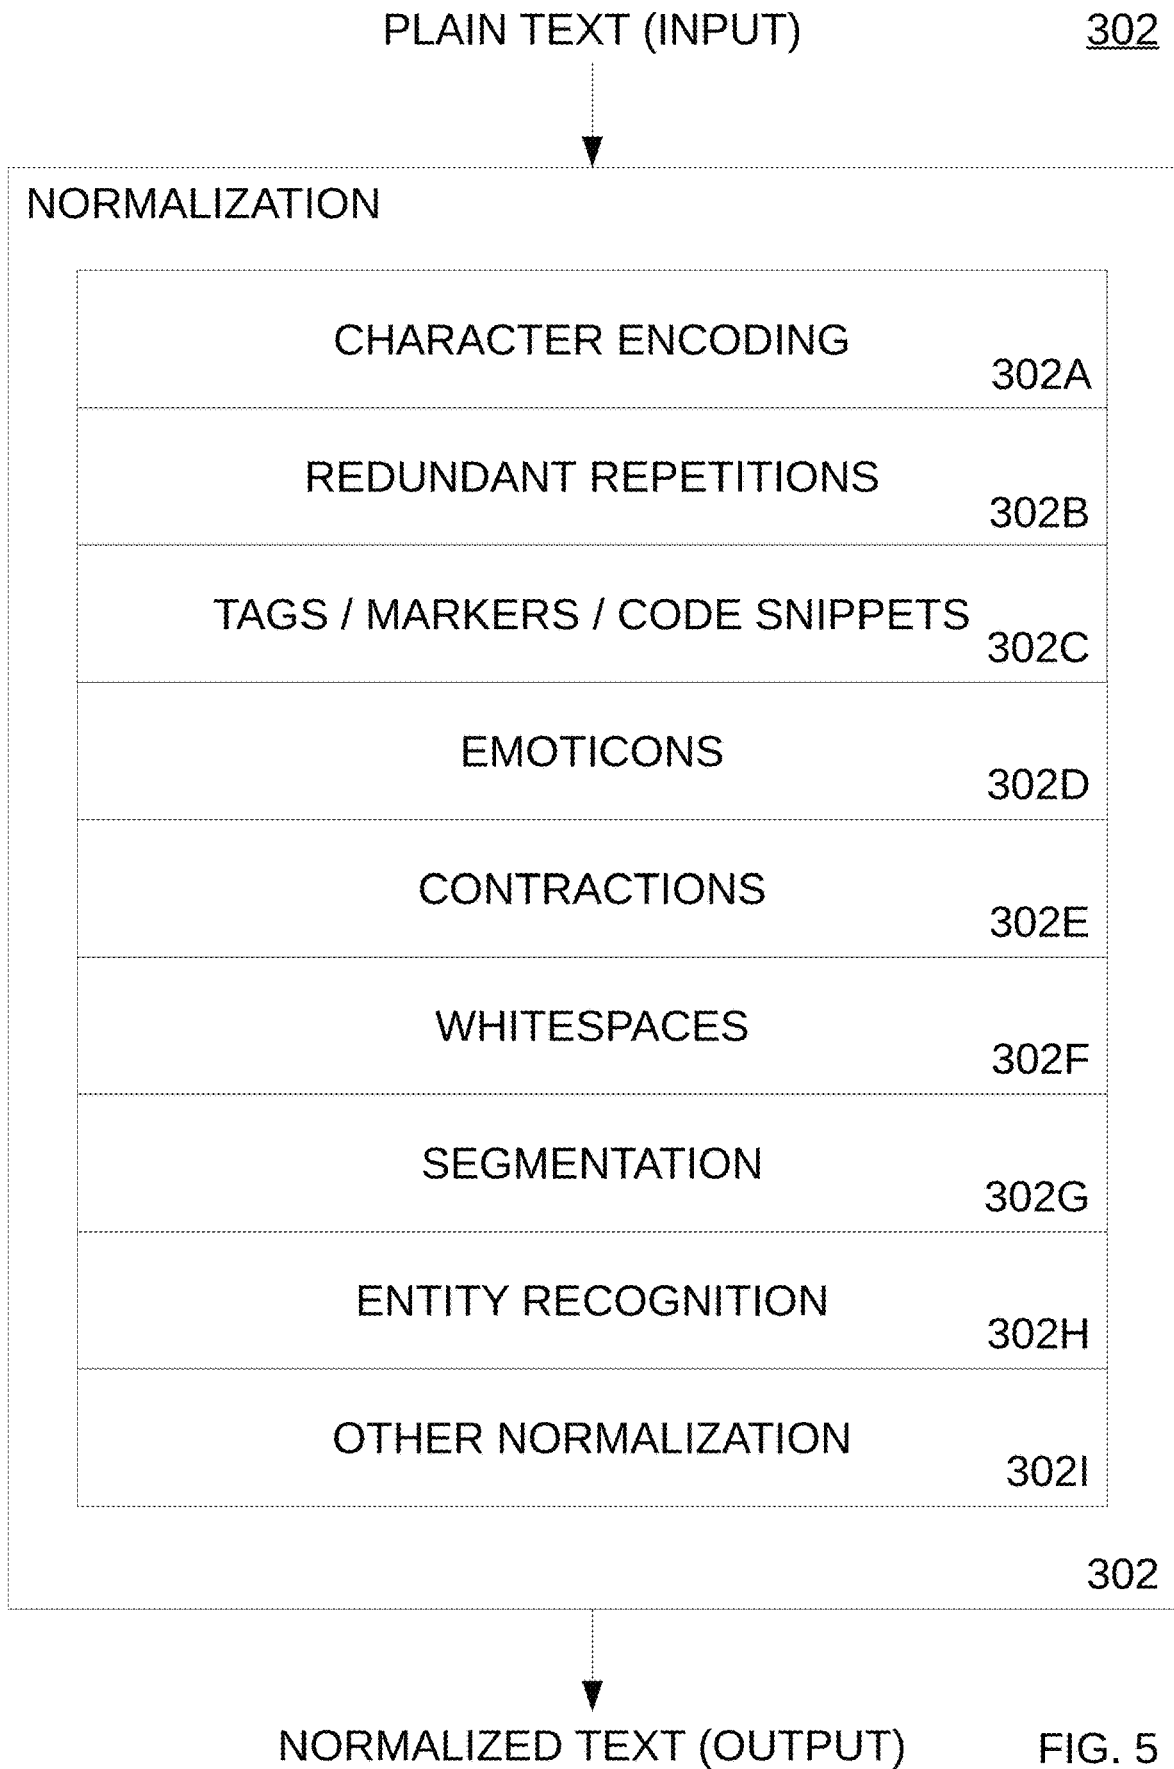 PLAIN TEXT (INPUT) 302
NORMALIZATION
CHARACTER ENCODING
302A
REDUNDANT REPETITIONS
302B
TAGS / MARKERS / CODE SNIPPETS
302C
EMOTICONS
302D
CONTRACTIONS
302E
WHITESPACES
302F
SEGMENTATION
302G
ENTITY RECOGNITION
302H
OTHER NORMALIZATION
302I
302
NORMALIZED TEXT (OUTPUT) FIG. 5